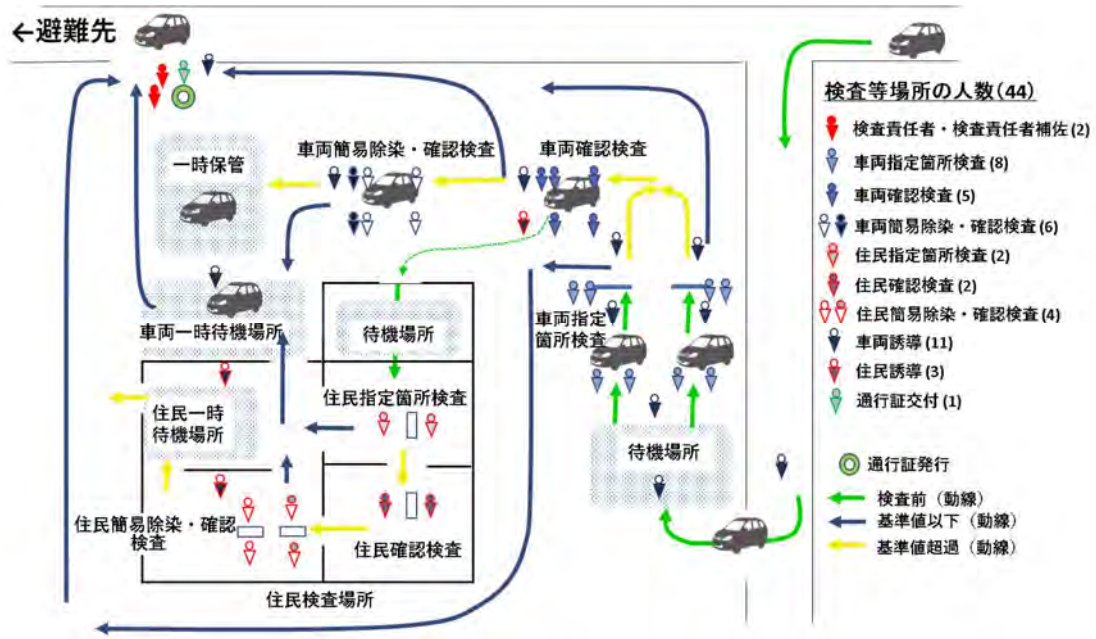 ←避難先
検査等場所の人数(44)
検査責任者・検査責任者補佐(2)
車両指定箇所検査(8)
車両確認検査(5)
車両簡易除染・確認検査(6)
住民指定箇所検査(2)
住民確認検査(2)
住民簡易除染・確認検査(4)
車両誘導(11)
住民誘導(3)
通行証交付(1)
通行証発行
検査前（動線）
基準値以下（動線）
基準値超過（動線）
一時保管
車両簡易除染・確認検査
車両確認検査
車両一時待機場所
待機場所
車両指定
箇所検査
住民指定箇所検査
住民一時
待機場所
待機場所
住民簡易除染・確認
検査
住民確認検査
住民検査場所